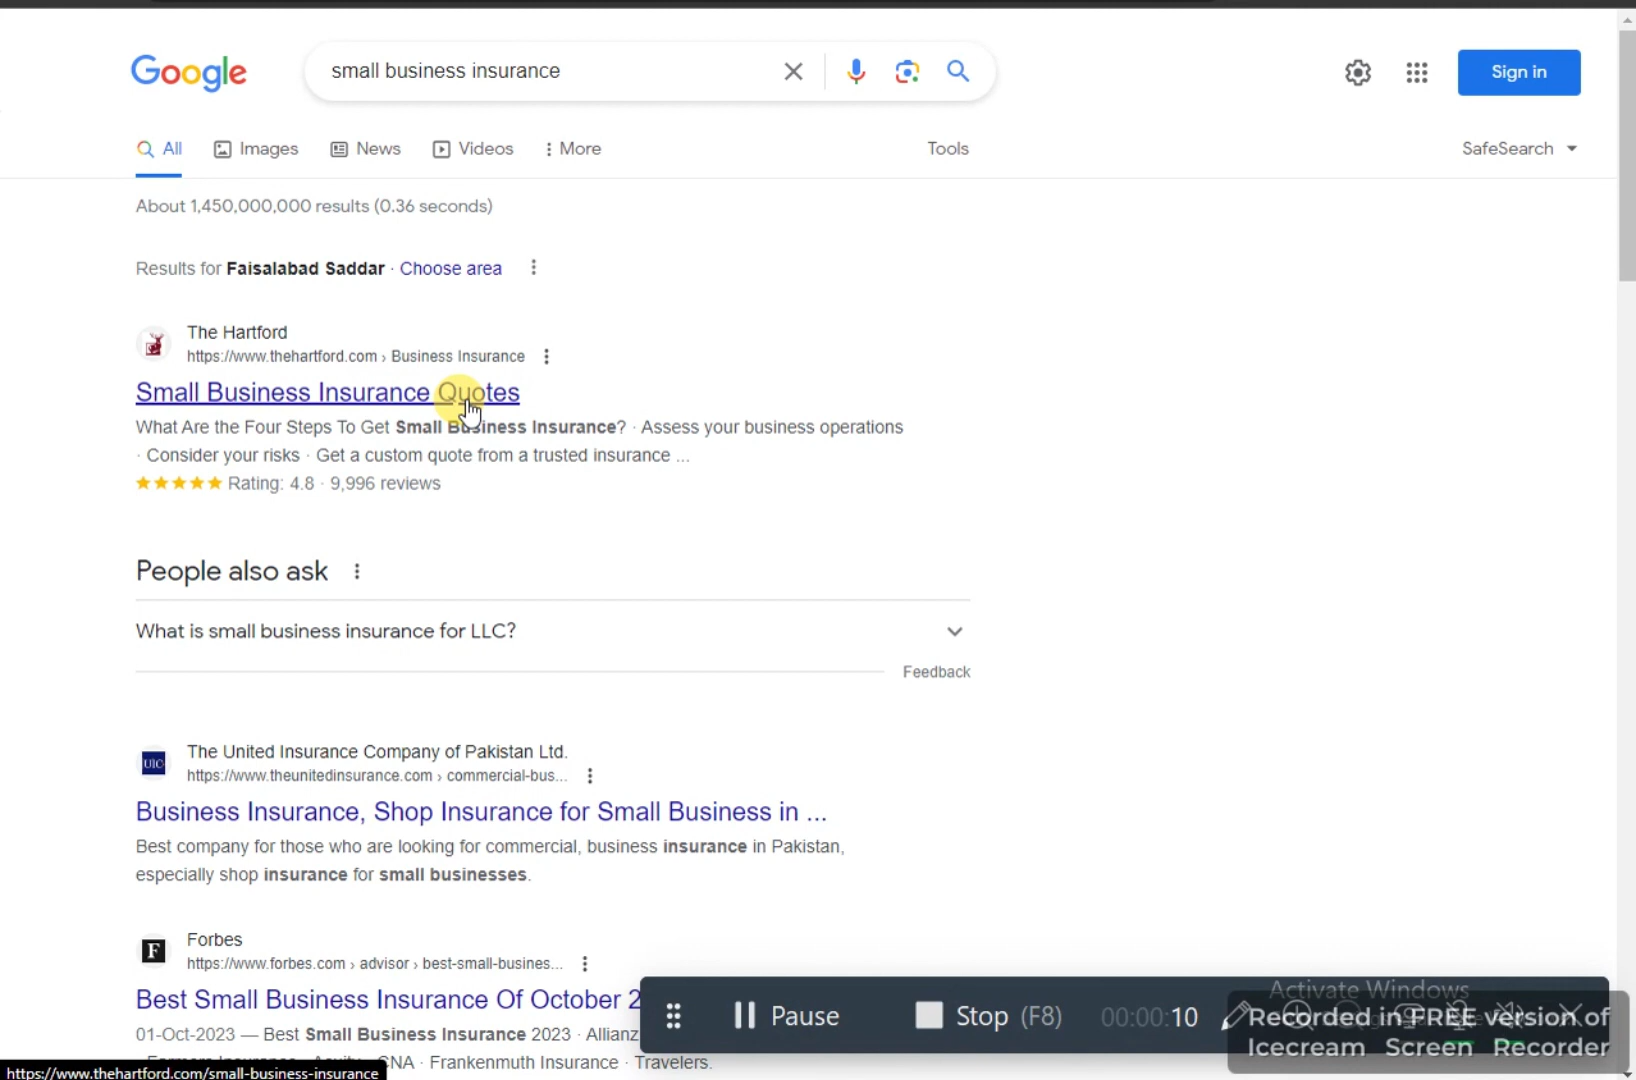 Google
small business insurance
Sign in
All
Images
News
Videos
More
Tools
SafeSearch
About 1,450,000,000 results (0.36 seconds)
Results for Faisalabad Saddar · Choose area
The Hartford
https://www.thehartford.com › Business Insurance
Small Business Insurance Quotes
What Are the Four Steps To Get Small Business Insurance? · Assess your business operations
· Consider your risks · Get a custom quote from a trusted insurance ...
Rating: 4.8 · 9,996 reviews
People also ask
What is small business insurance for LLC?
Feedback
UIC
The United Insurance Company of Pakistan Ltd.
https://www.theunitedinsurance.com › commercial-bus...
Business Insurance, Shop Insurance for Small Business in ...
Best company for those who are looking for commercial, business insurance in Pakistan,
especially shop insurance for small businesses.
F
Forbes
https://www.forbes.com › advisor › best-small-busines...
Best Small Business Insurance Of October 2
01-Oct-2023 — Best Small Business Insurance 2023 · Allianz
CNA · Frankenmuth Insurance · Travelers.
Pause
Stop (F8)
00:00:10
Activate Windows
Recorded in FREE version of
Icecream Screen Recorder
https://www.thehartford.com/small-business-insurance